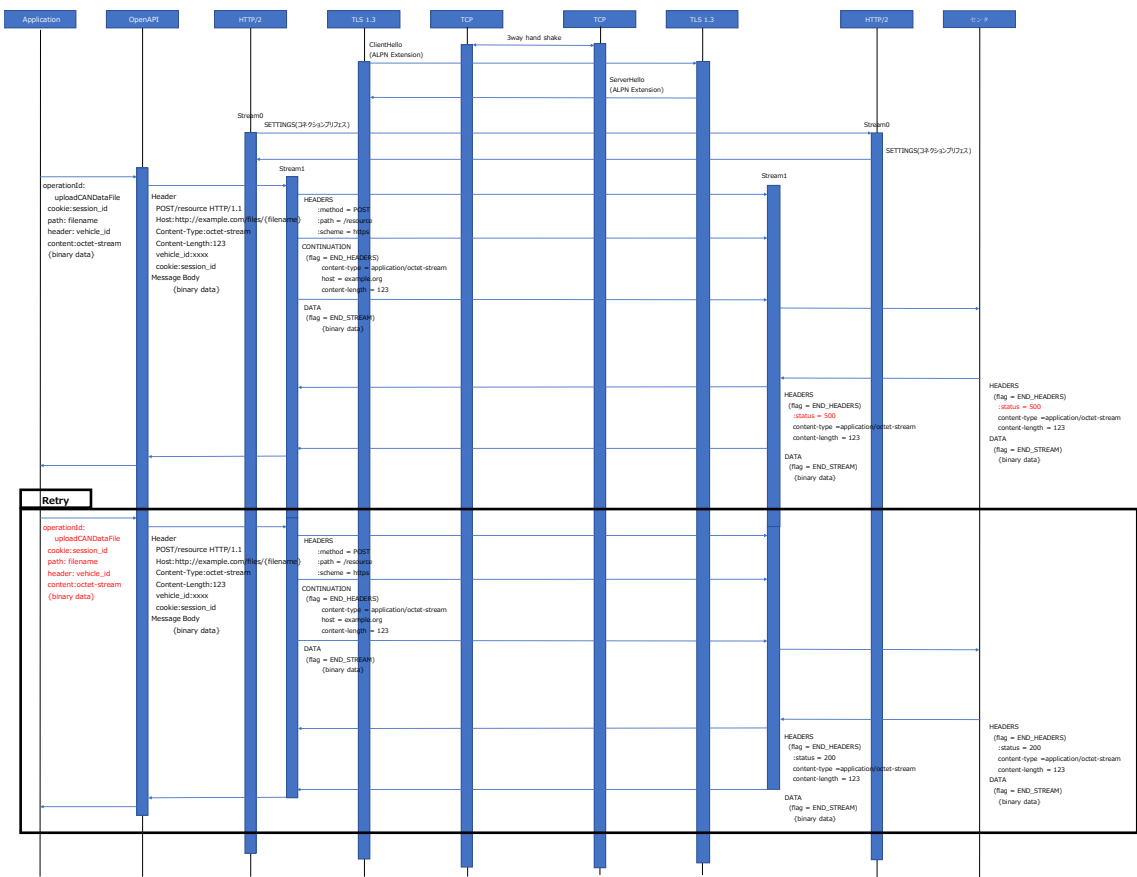 Application
OpenAPI
HTTP/2
TLS 1.3
TCP
TCP
TLS 1.3
HTTP/2
センタ
3way hand shake
ClientHello
(ALPN Extension)
ServerHello
(ALPN Extension)
Stream0
SETTINGS(コネクションプリフェス)
Stream0
SETTINGS(コネクションプリフェス)
Stream1
Stream1
operationId:
uploadCANDataFile
cookie:session_id
path: filename
header: vehicle_id
content:octet-stream
{binary data}
Header
POST/resource HTTP/1.1
Host:http://example.com/files/{filename}
Content-Type:octet-stream
Content-Length:123
vehicle_id:xxxx
cookie:session_id
Message Body
{binary data}
HEADERS
:method = POST
:path = /resource
:scheme = https
CONTINUATION
(flag = END_HEADERS)
content-type = application/octet-stream
host = example.org
content-length = 123
DATA
(flag = END_STREAM)
{binary data}
HEADERS
(flag = END_HEADERS)
:status = 500
content-type =application/octet-stream
content-length = 123
DATA
(flag = END_STREAM)
{binary data}
HEADERS
(flag = END_HEADERS)
:status = 500
content-type =application/octet-stream
content-length = 123
DATA
(flag = END_STREAM)
{binary data}
Retry
operationId:
uploadCANDataFile
cookie:session_id
path: filename
header: vehicle_id
content:octet-stream
{binary data}
Header
POST/resource HTTP/1.1
Host:http://example.com/files/{filename}
Content-Type:octet-stream
Content-Length:123
vehicle_id:xxxx
cookie:session_id
Message Body
{binary data}
HEADERS
:method = POST
:path = /resource
:scheme = https
CONTINUATION
(flag = END_HEADERS)
content-type = application/octet-stream
host = example.org
content-length = 123
DATA
(flag = END_STREAM)
{binary data}
HEADERS
(flag = END_HEADERS)
:status = 200
content-type =application/octet-stream
content-length = 123
DATA
(flag = END_STREAM)
{binary data}
HEADERS
(flag = END_HEADERS)
:status = 200
content-type =application/octet-stream
content-length = 123
DATA
(flag = END_STREAM)
{binary data}